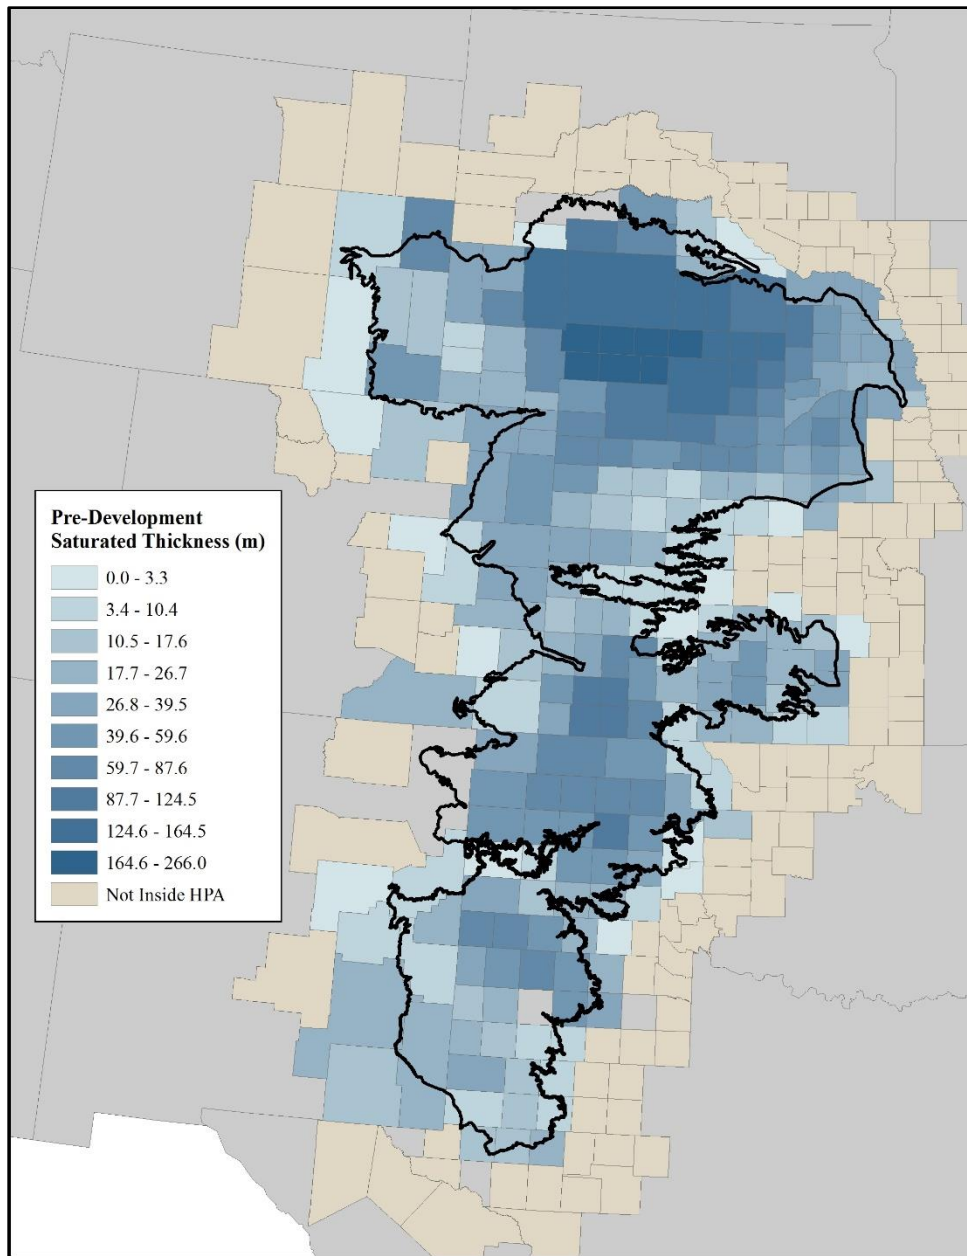 Pre-Development
Saturated Thickness (m)
0.0 - 3.3
3.4 - 10.4
10.5 - 17.6
17.7 - 26.7
26.8 - 39.5
39.6 - 59.6
59.7 - 87.6
87.7 - 124.5
124.6 - 164.5
164.6 - 266.0
Not Inside HPA